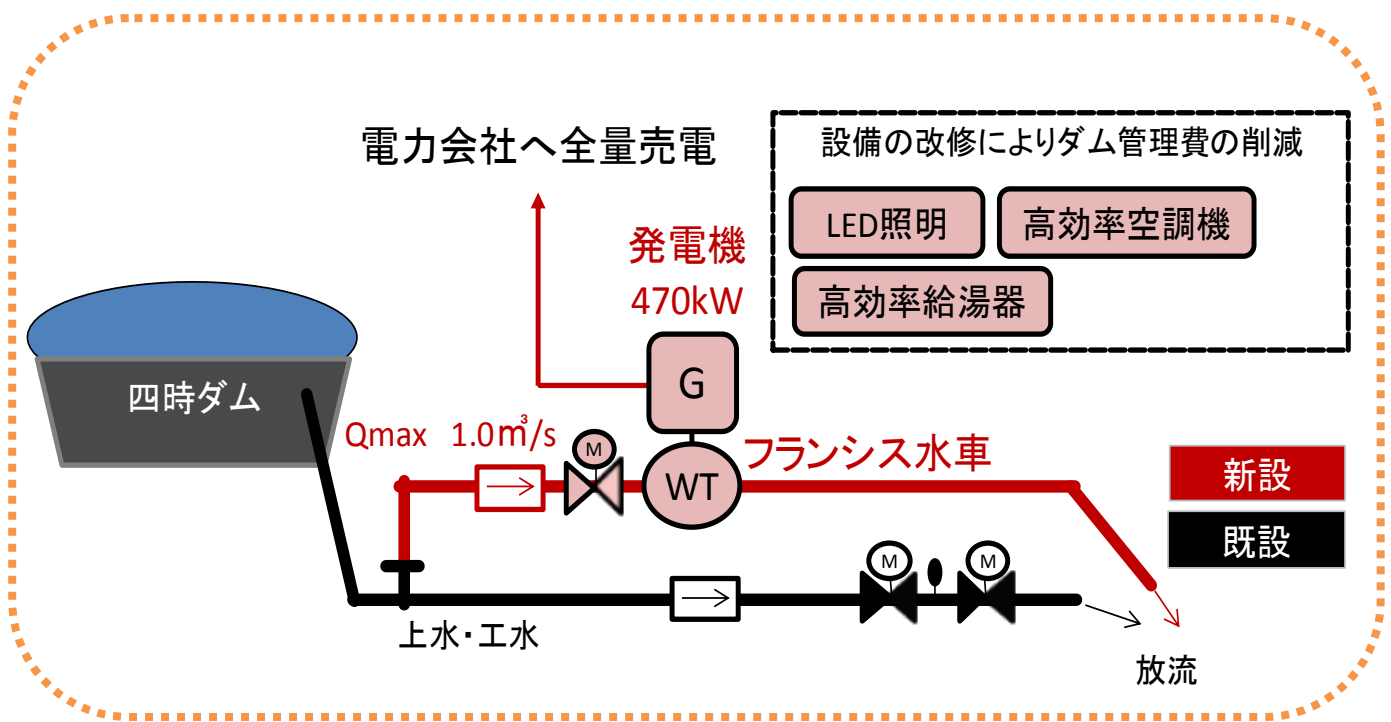 電力会社へ全量売電
設備の改修によりダム管理費の削減
LED照明
高効率空調機
高効率給湯器
発電機
470kW
G
四時ダム
Qmax 1.0㎥/s
M
WT
フランシス水車
新設
既設
M
M
上水・工水
放流